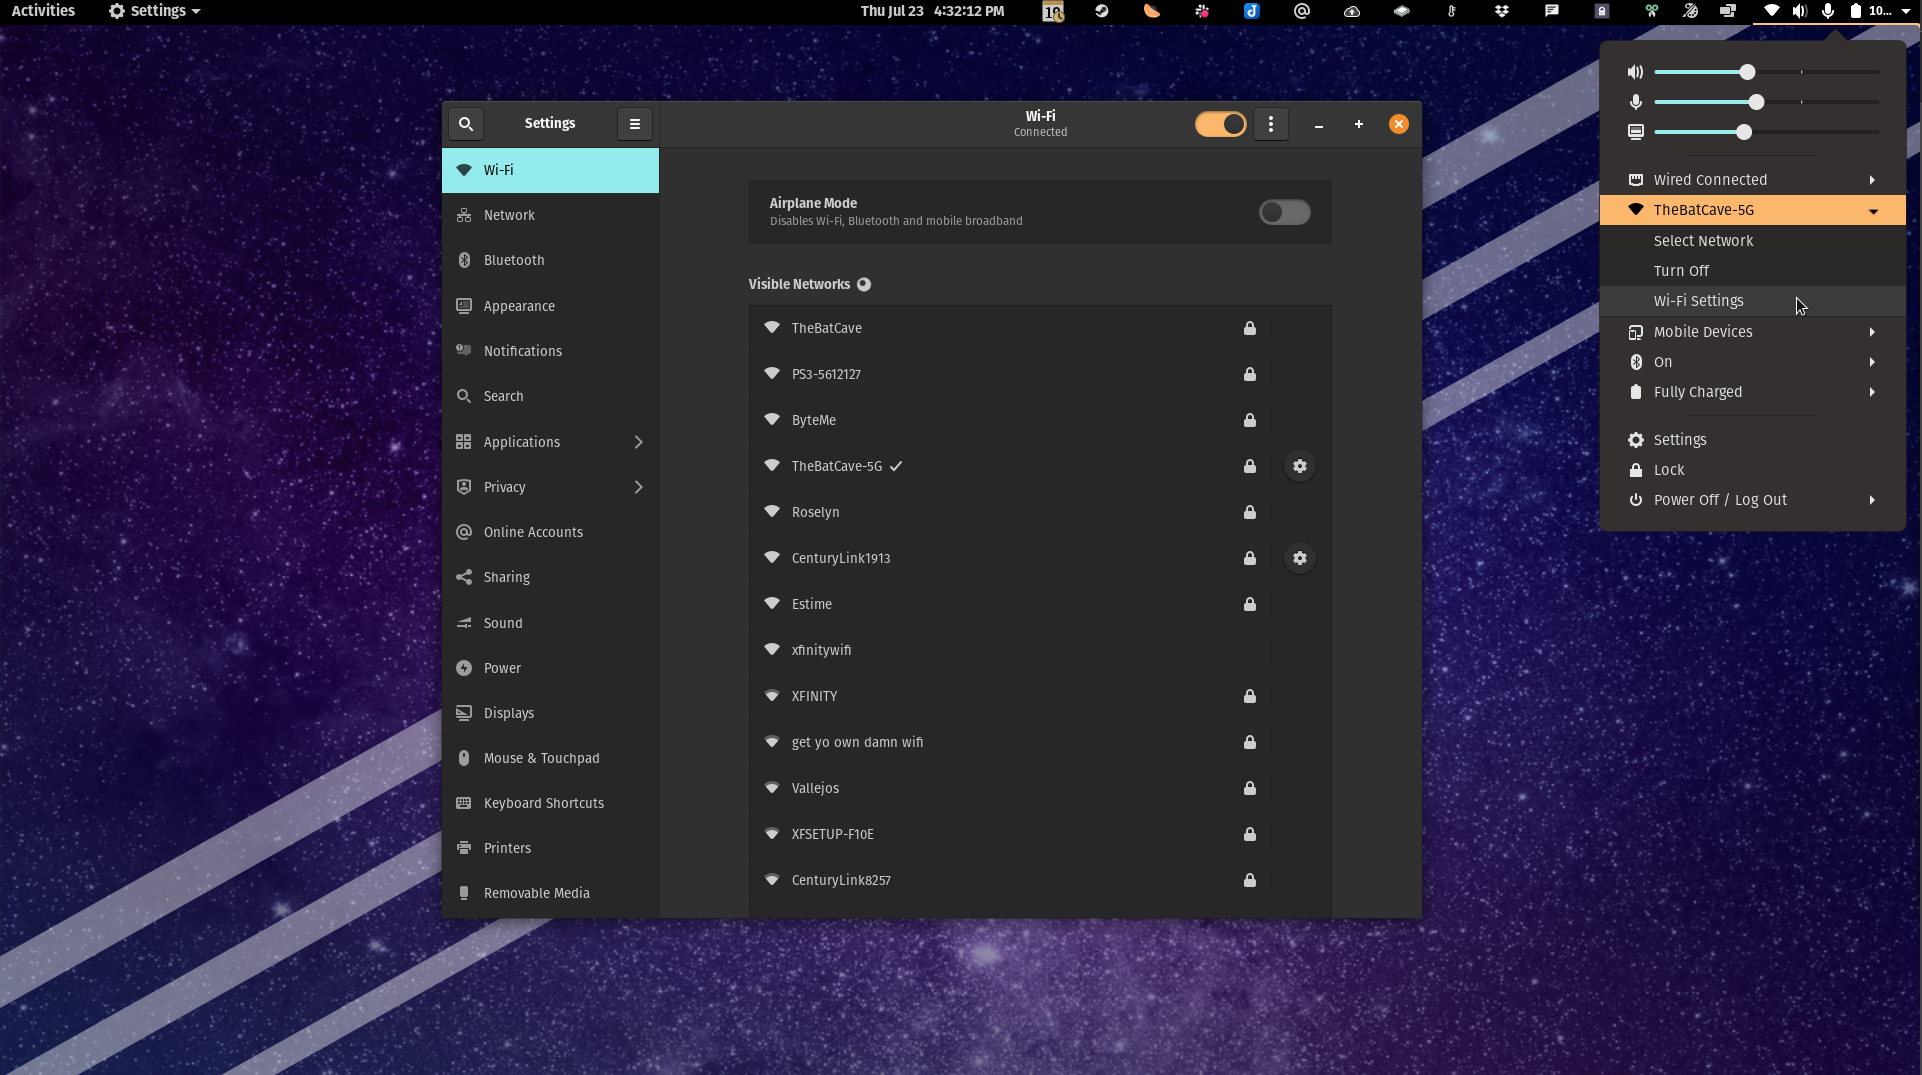 Activities
Settings
Thu Jul 23 4:32:12 PM
19
10...
Settings
Wi-Fi
Connected
Wi-Fi
Network
Bluetooth
Appearance
Notifications
Search
Applications
Privacy
Online Accounts
Sharing
Sound
Power
Displays
Mouse & Touchpad
Keyboard Shortcuts
Printers
Removable Media
Airplane Mode
Disables Wi-Fi, Bluetooth and mobile broadband
Visible Networks
TheBatCave
PS3-5612127
ByteMe
TheBatCave-5G
Roselyn
CenturyLink1913
Estime
xfinitywifi
XFINITY
get yo own damn wifi
Vallejos
XFSETUP-F10E
CenturyLink8257
Wired Connected
TheBatCave-5G
Select Network
Turn Off
Wi-Fi Settings
Mobile Devices
On
Fully Charged
Settings
Lock
Power Off / Log Out